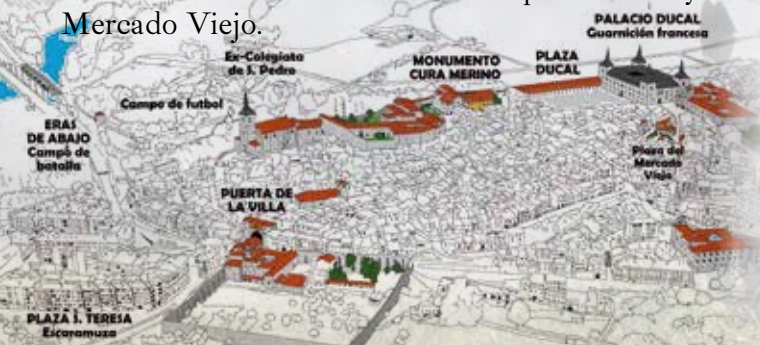 Mercado Viejo.
PALACIO DUCAL
Guarnición francesa
Ex-Colegiata
de S. Pedro
MONUMENTO
CURA MERINO
PLAZA
DUCAL
Campo de futbol
ERAS
DE ABAJO
Campo de
batalla
Plaza del
Mercado
Viejo
PUERTA DE
LA VILLA
PLAZA S. TERESA
Escaramuza